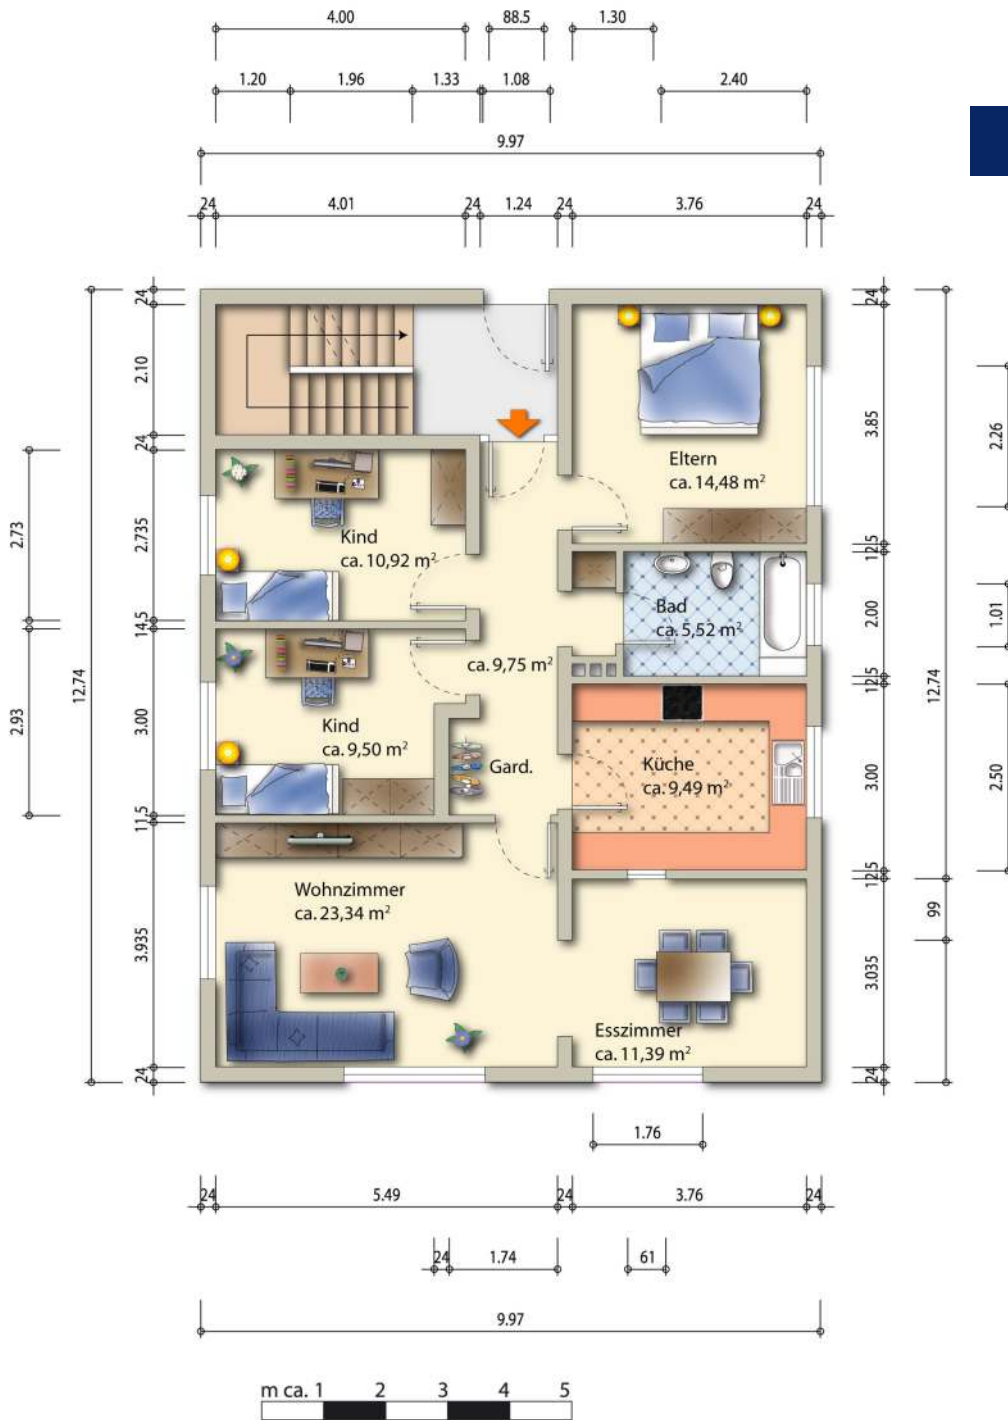 4.00 88.5 1.30
1.20 1.96 1.33 1.08 2.40
9.97
24 4.01 24 1.24 24 3.76 24
24
2.10
24
2.735
14.5
3.00
11.5
3.935
24
12.74
2.73
2.93
24
3.85
12.5
2.00
12.5
3.00
12.5
3.035
24
12.74
99
2.26
1.01
2.50
Eltern
ca. 14,48 m²
Kind
ca. 10,92 m²
Bad
ca. 5,52 m²
ca. 9,75 m²
Kind
ca. 9,50 m²
Gard.
Küche
ca. 9,49 m²
Wohnzimmer
ca. 23,34 m²
Esszimmer
ca. 11,39 m²
1.76
24 5.49 24 3.76 24
24 1.74 61
9.97
m ca. 1 2 3 4 5